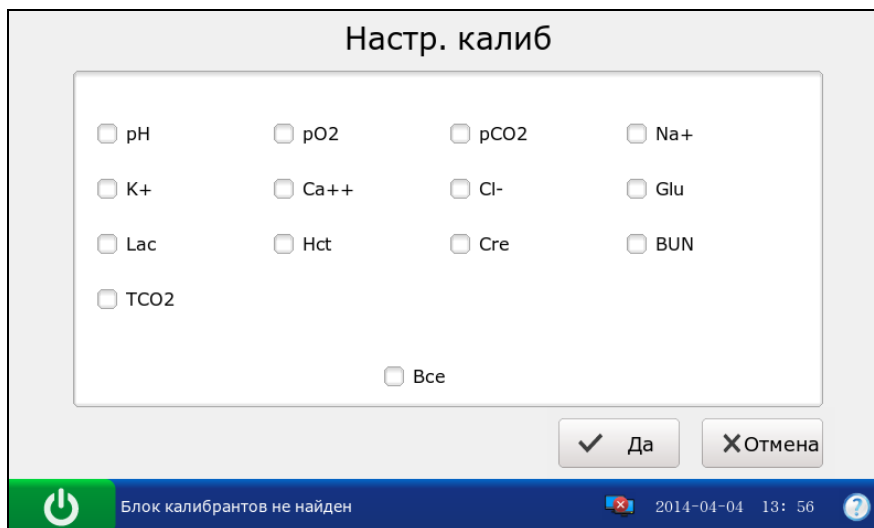 Настр. калиб
pH pO2 pCO2 Na+
K+ Ca++ Cl- Glu
Lac Hct Cre BUN
TCO2
Все
Да Отмена
Блок калибрантов не найден 2014-04-04 13: 56 ?